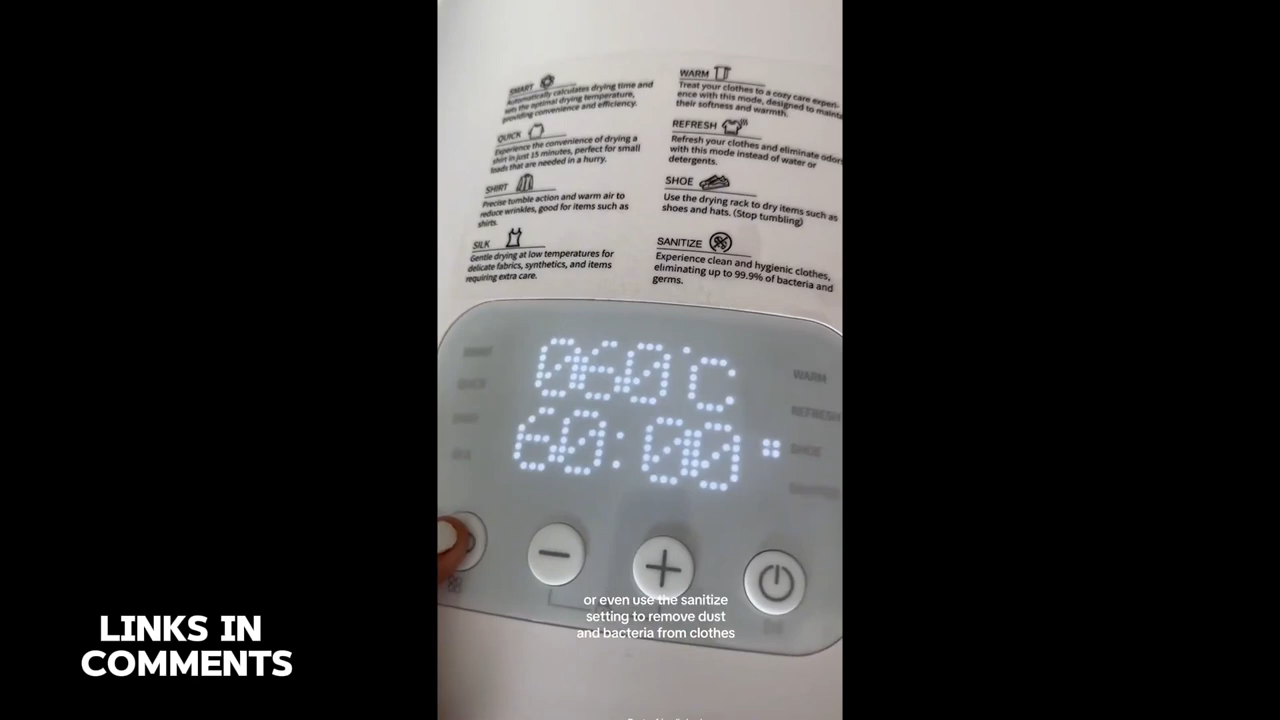 SMART
Automatically calculates drying time and
sets the optimal drying temperature,
providing convenience and efficiency.
QUICK
Experience the convenience of drying a
shirt in just 15 minutes, perfect for small
loads that are needed in a hurry.
SHIRT
Precise tumble action and warm air to
reduce wrinkles, good for items such as
shirts.
SILK
Gentle drying at low temperatures for
delicate fabrics, synthetics, and items
requiring extra care.
WARM
Treat your clothes to a cozy care experi-
ence with this mode, designed to maint
their softness and warmth.
REFRESH
Refresh your clothes and eliminate odor
with this mode instead of water or
detergents.
SHOE
Use the drying rack to dry items such as
shoes and hats. (Stop tumbling)
SANITIZE
Experience clean and hygienic clothes,
eliminating up to 99.9% of bacteria and
germs.
060°C
60:00
WARM
REFRESH
SHOE
or even use the sanitize
setting to remove dust
and bacteria from clothes
LINKS IN
COMMENTS